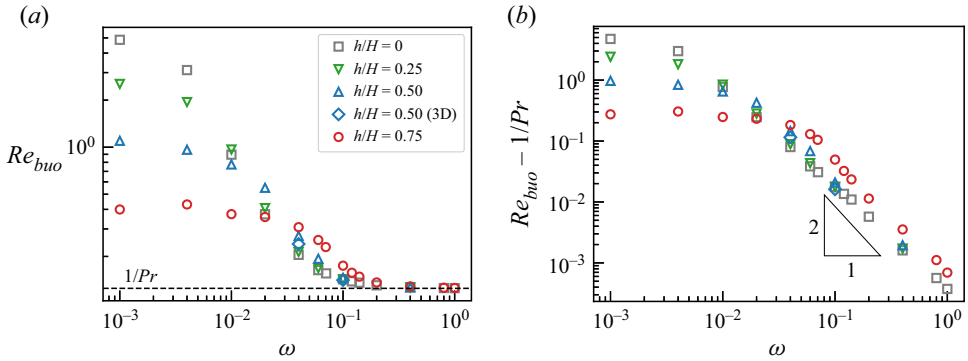 (a)
Re_buo
10^0
1/Pr
h/H = 0
h/H = 0.25
h/H = 0.50
h/H = 0.50 (3D)
h/H = 0.75
10^−3 10^−2 10^−1 10^0
ω
(b)
Re_buo − 1/Pr
10^0
10^−1
10^−2
10^−3
2
1
10^−3 10^−2 10^−1 10^0
ω